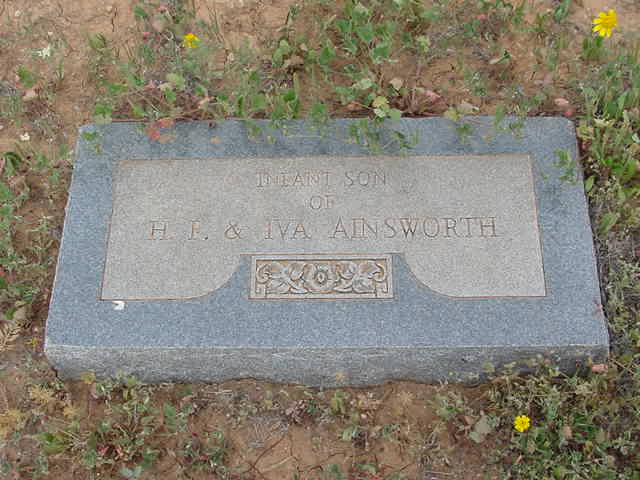 INFANT SON
OF
H. F. & IVA AINSWORTH